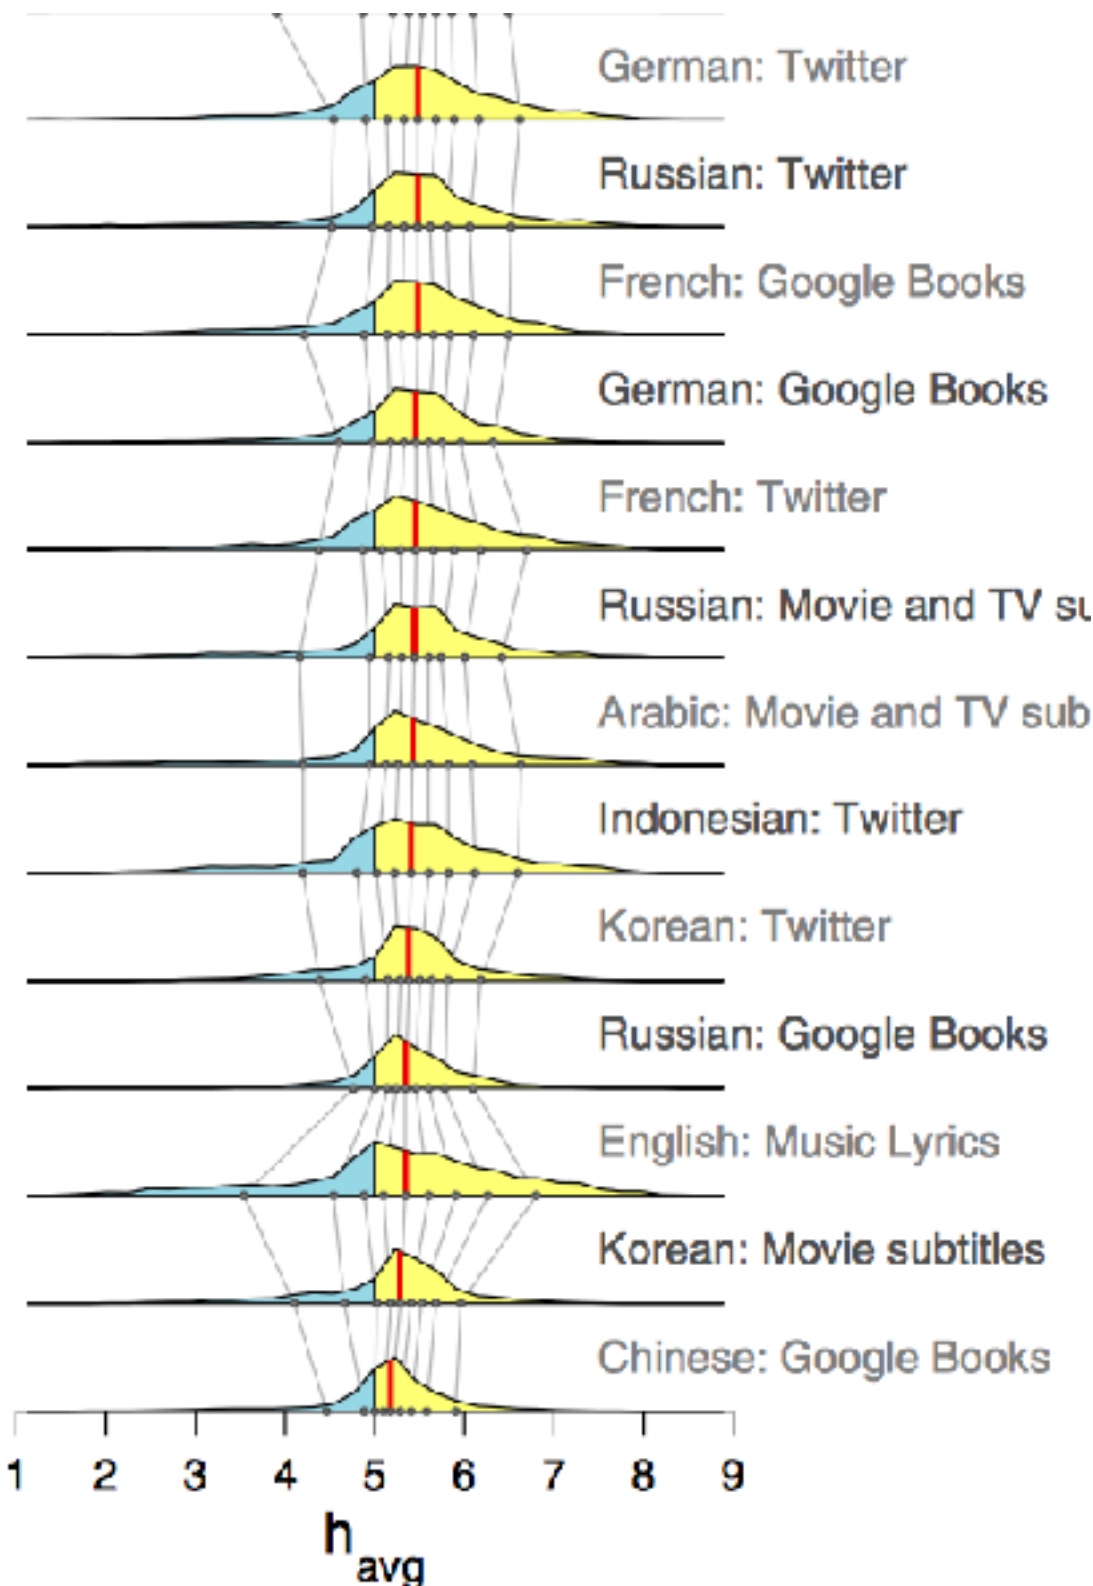 German: Twitter
Russian: Twitter
French: Google Books
German: Google Books
French: Twitter
Russian: Movie and TV su
Arabic: Movie and TV sub
Indonesian: Twitter
Korean: Twitter
Russian: Google Books
English: Music Lyrics
Korean: Movie subtitles
Chinese: Google Books
1 2 3 4 5 6 7 8 9
h avg